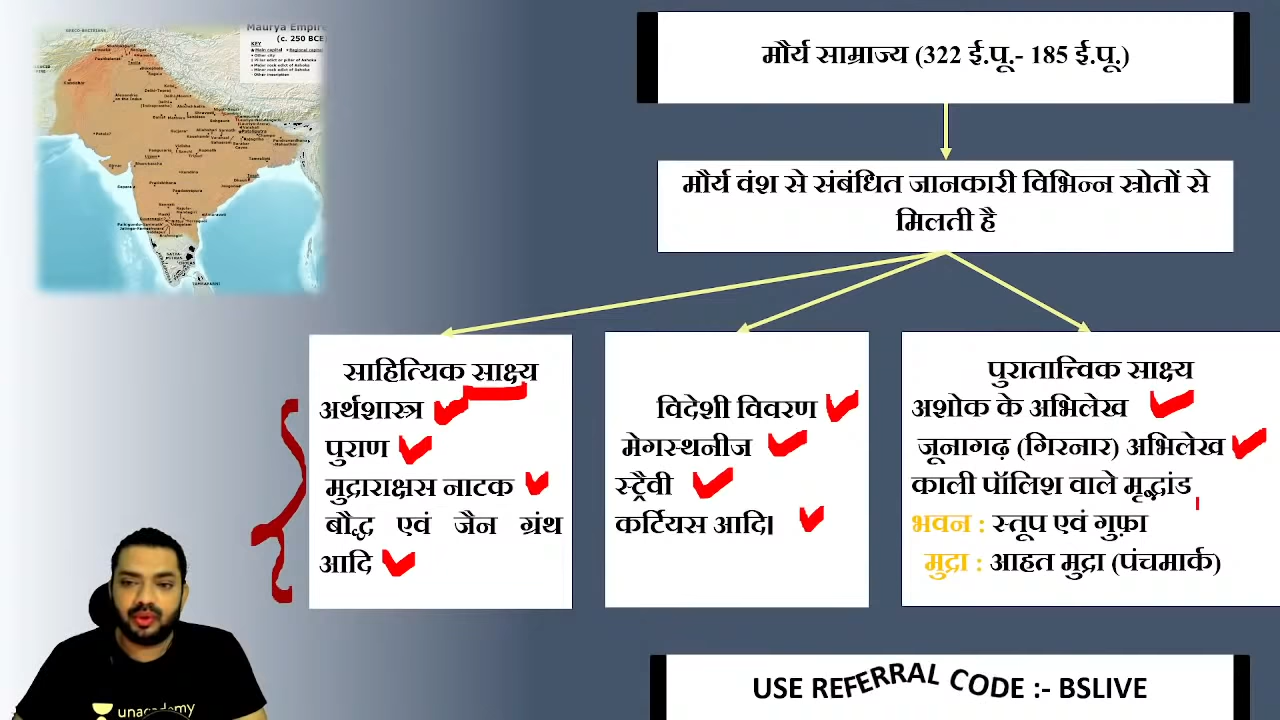 Maurya Empire
(c. 250 BCE
KEY
मौर्य साम्राज्य (322 ई.पू.- 185 ई.पू.)
मौर्य वंश से संबंधित जानकारी विभिन्न स्रोतों से
मिलती है
साहित्यिक साक्ष्य
अर्थशास्त्र
पुराण
मुद्राराक्षस नाटक
बौद्ध एवं जैन ग्रंथ
आदि
विदेशी विवरण
मेगस्थनीज
स्ट्रैवी
कर्टियस आदि।
पुरातात्त्विक साक्ष्य
अशोक के अभिलेख
जूनागढ़ (गिरनार) अभिलेख
काली पॉलिश वाले मृद्भांड
भवन : स्तूप एवं गुफ़ा
मुद्रा : आहत मुद्रा (पंचमार्क)
unacademy
USE REFERRAL CODE :- BSLIVE